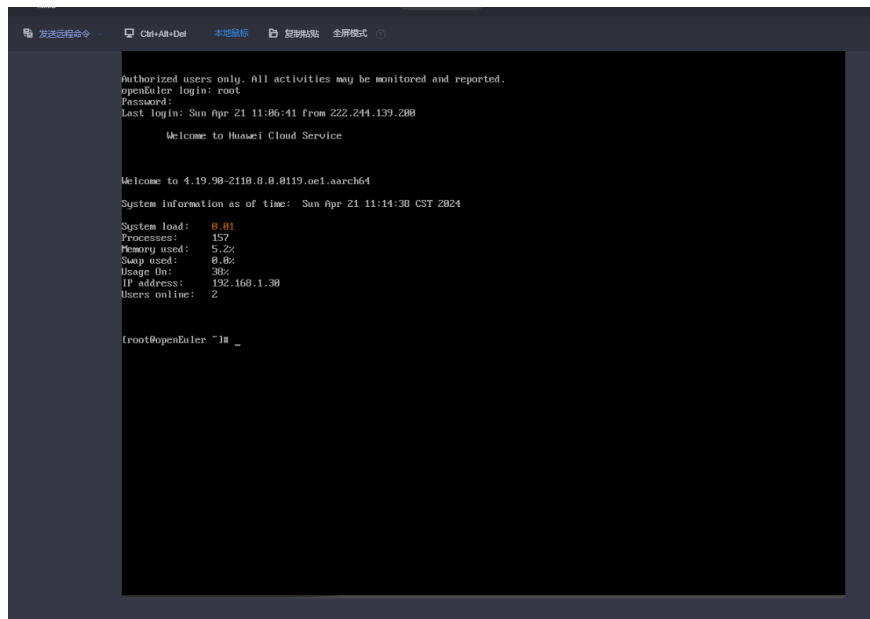 发送远程命令 Ctrl+Alt+Del 本地鼠标 复制粘贴 全屏模式 ?
Authorized users only. All activities may be monitored and reported.
openEuler login: root
Password:
Last login: Sun Apr 21 11:06:41 from 222.244.139.200
Welcome to Huawei Cloud Service
Welcome to 4.19.90-2110.8.0.0119.oe1.aarch64
System information as of time: Sun Apr 21 11:14:38 CST 2024
System load: 0.01
Processes: 157
Memory used: 5.2%
Swap used: 0.0%
Usage On: 38%
IP address: 192.168.1.30
Users online: 2
[root@openEuler ~]# _